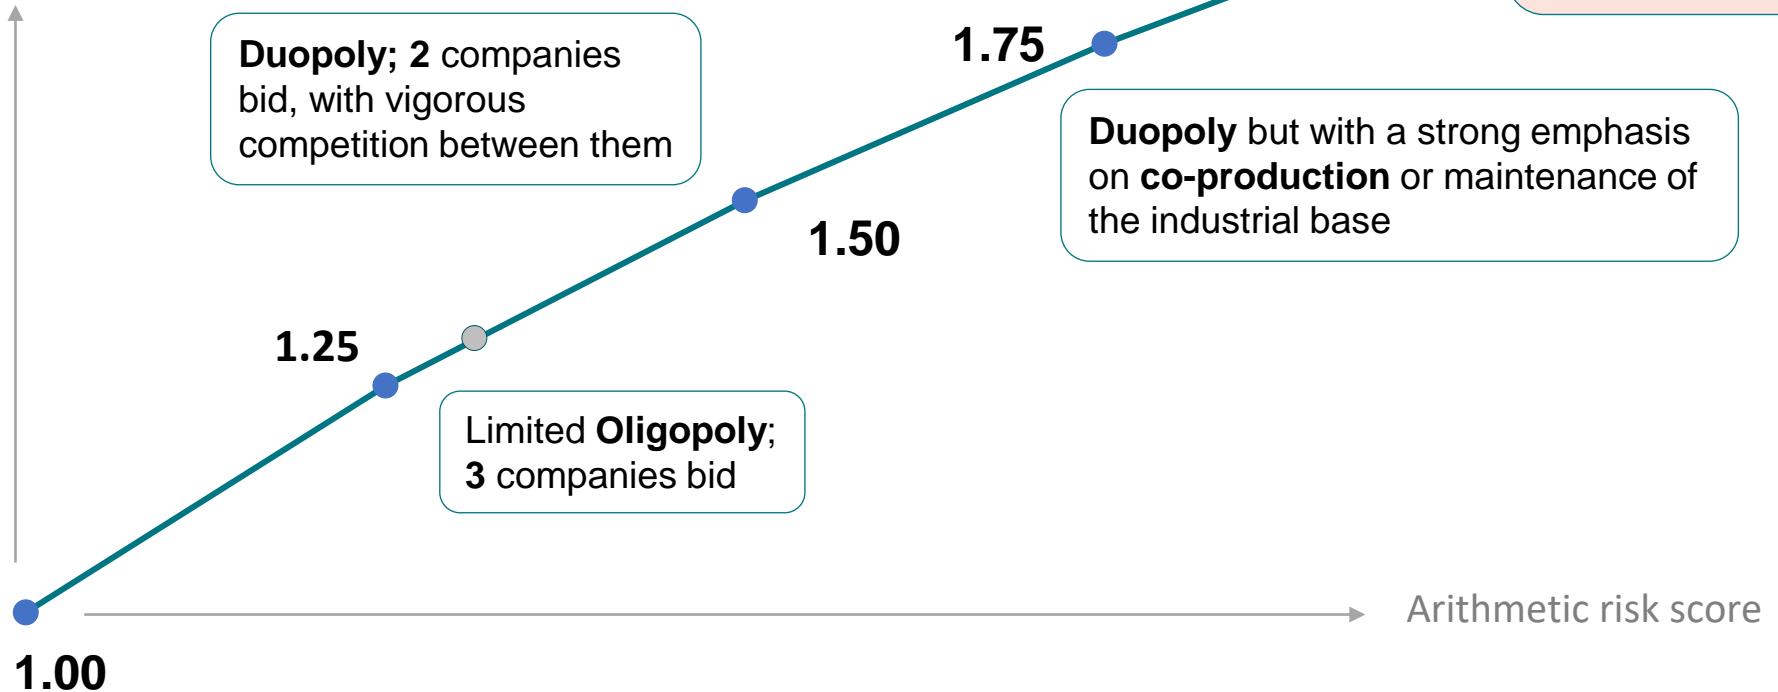 Duopoly; 2 companies
bid, with vigorous
competition between them
1.75
Duopoly but with a strong emphasis
on co-production or maintenance of
the industrial base
1.50
1.25
Limited Oligopoly;
3 companies bid
Arithmetic risk score
1.00